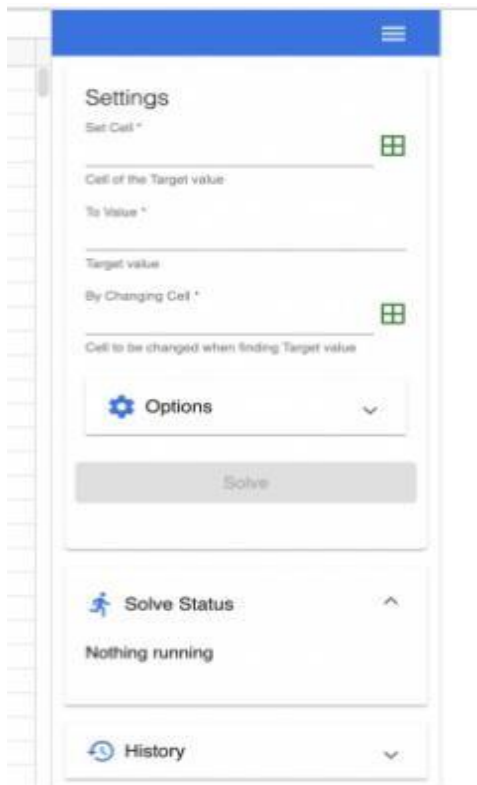 Settings
Set Cell *
Cell of the Target value
To Value *
Target value
By Changing Cell *
Cell to be changed when finding Target value
Options
Solve
Solve Status
Nothing running
History